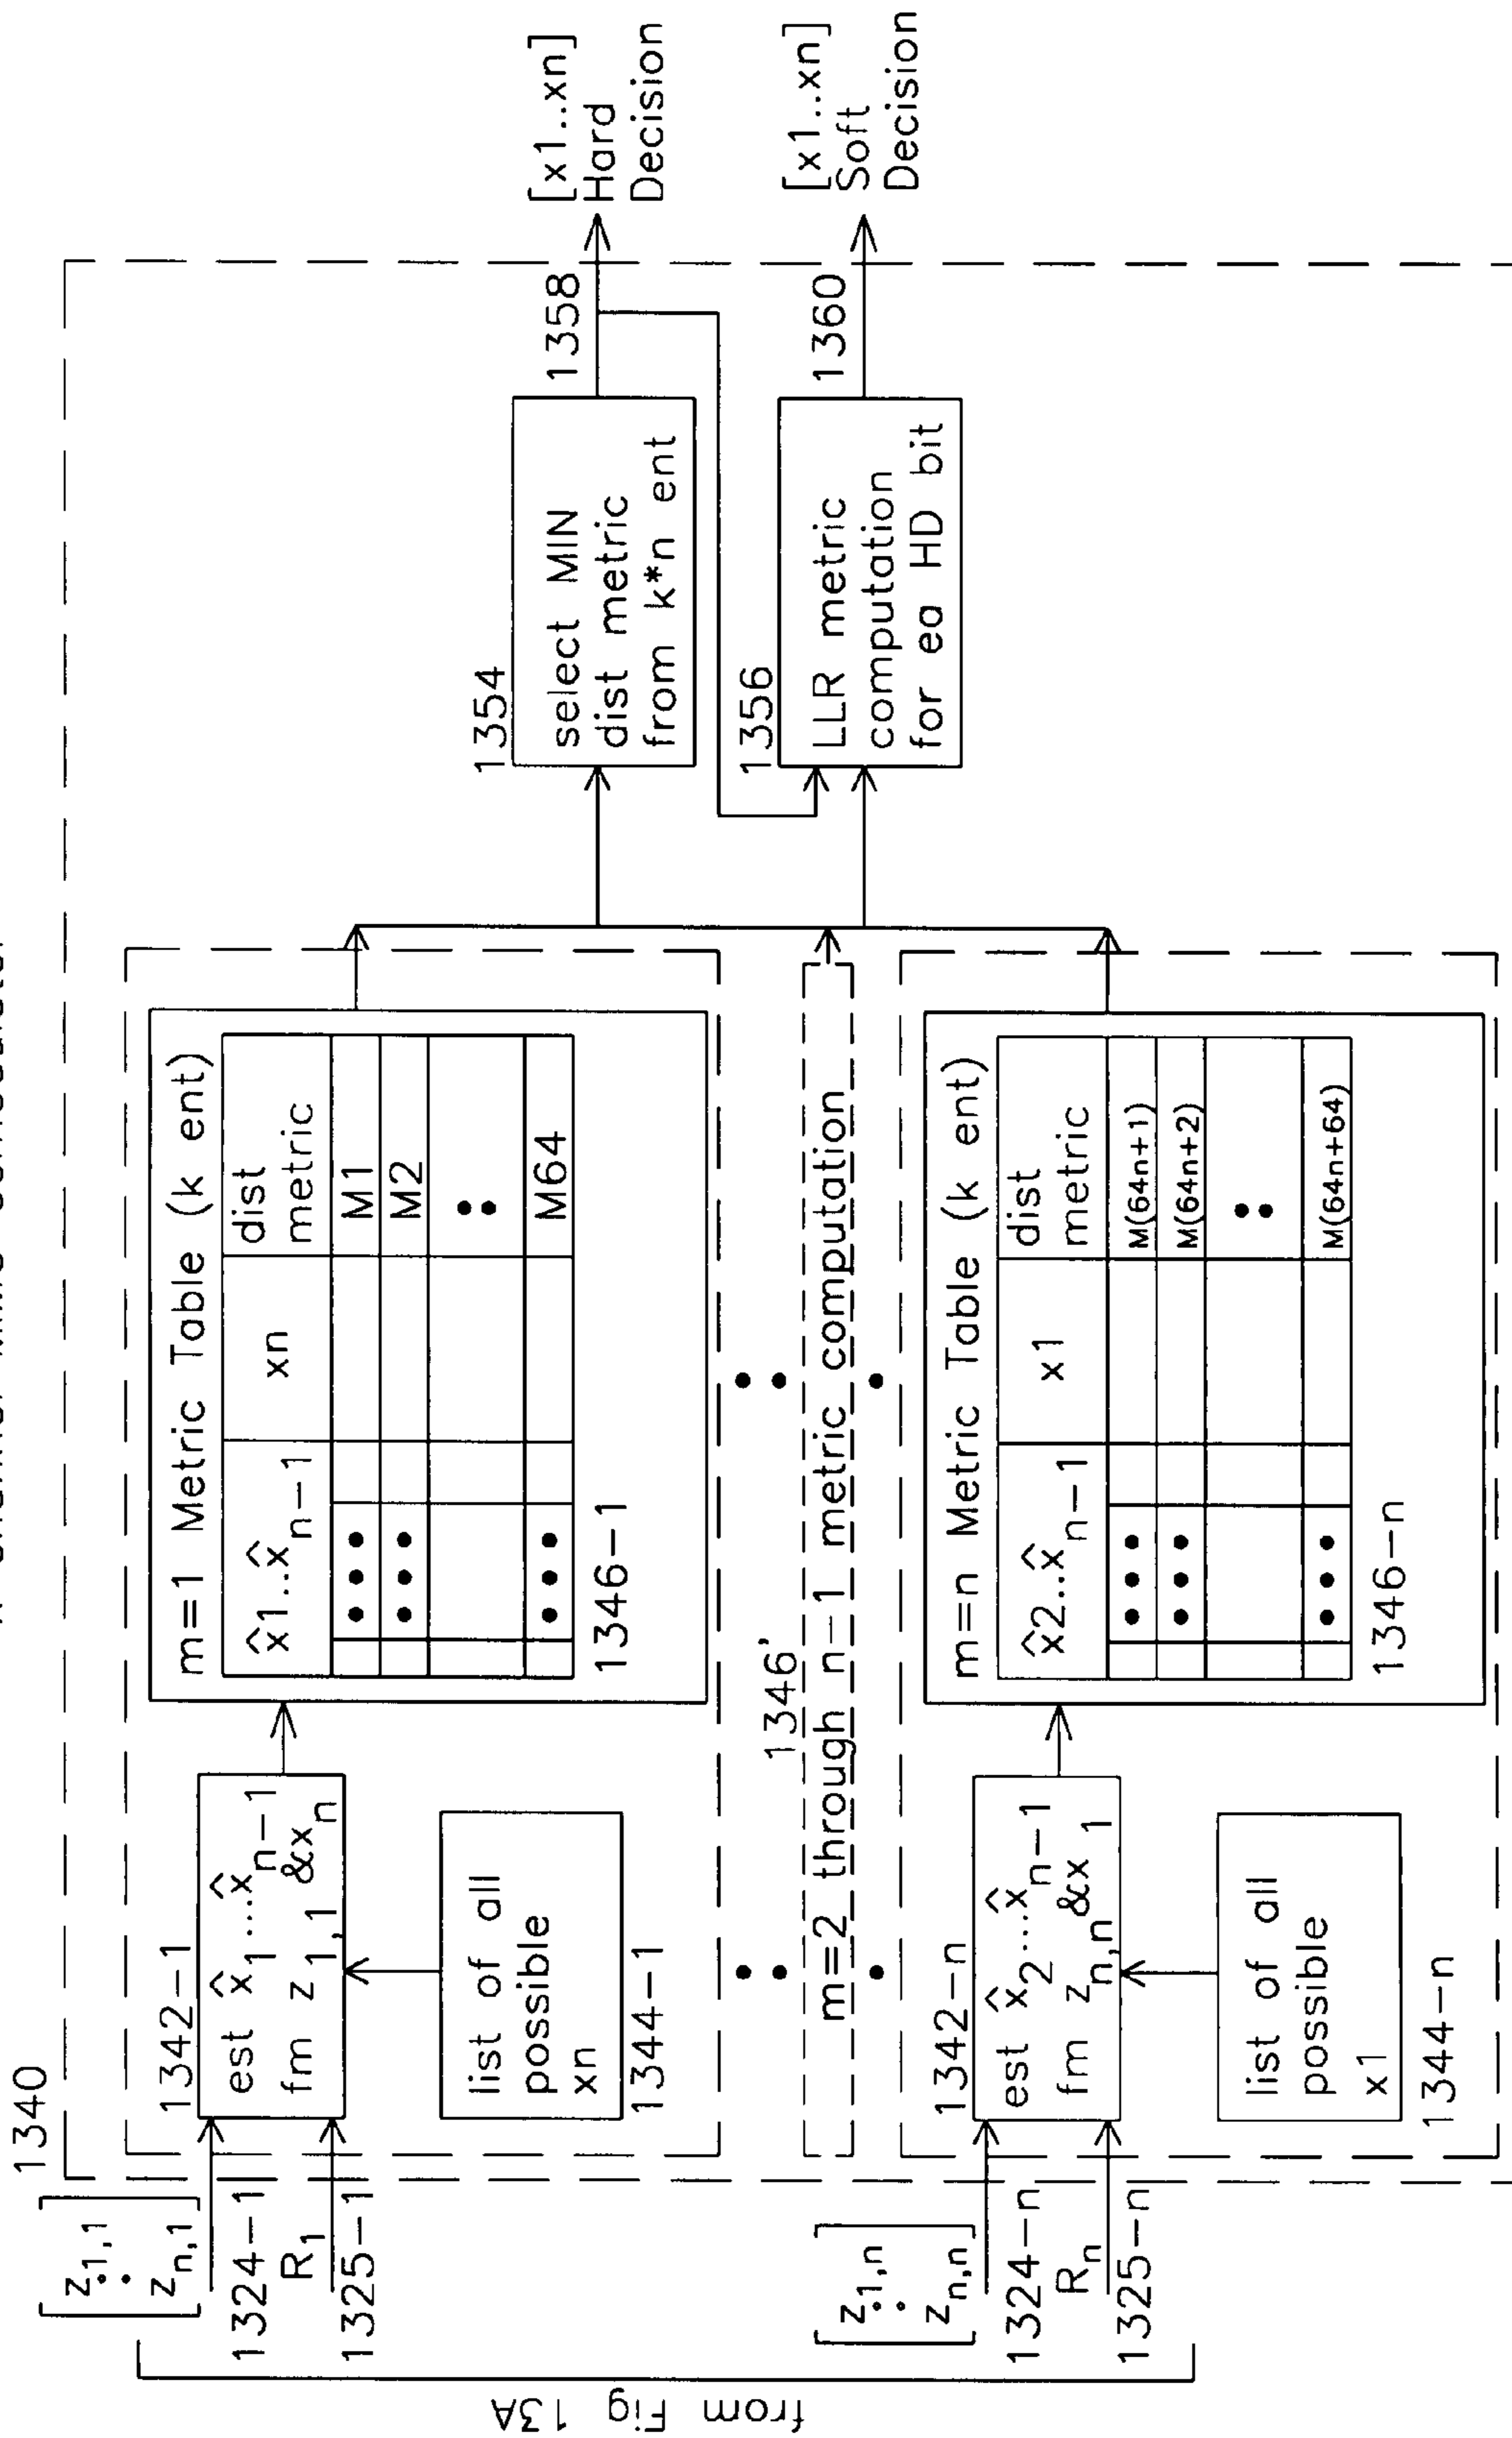 1340
[z1,1
:
zn,1]
1324-1
R1
1325-1
1342-1
est x̂1....x̂n-1
fm z1,1 &xn
list of all
possible
xn
1344-1
m=1 Metric Table (k ent)
x̂1..x̂n-1
xn
dist
metric
M1
M2
M64
1346-1
1346'
m=2 through n-1 metric computation
[z1,n
:
zn,n]
1324-n
Rn
1325-n
from Fig 13A
1342-n
est x̂2....x̂n-1
fm zn,n &x1
list of all
possible
x1
1344-n
m=n Metric Table (k ent)
x̂2..x̂n-1
x1
dist
metric
M(64n+1)
M(64n+2)
M(64n+64)
1346-n
1354
select MIN
dist metric
from k*n ent
1358
[x1..xn]
Hard
Decision
1356
LLR metric
computation
for ea HD bit
1360
[x1..xn]
Soft
Decision